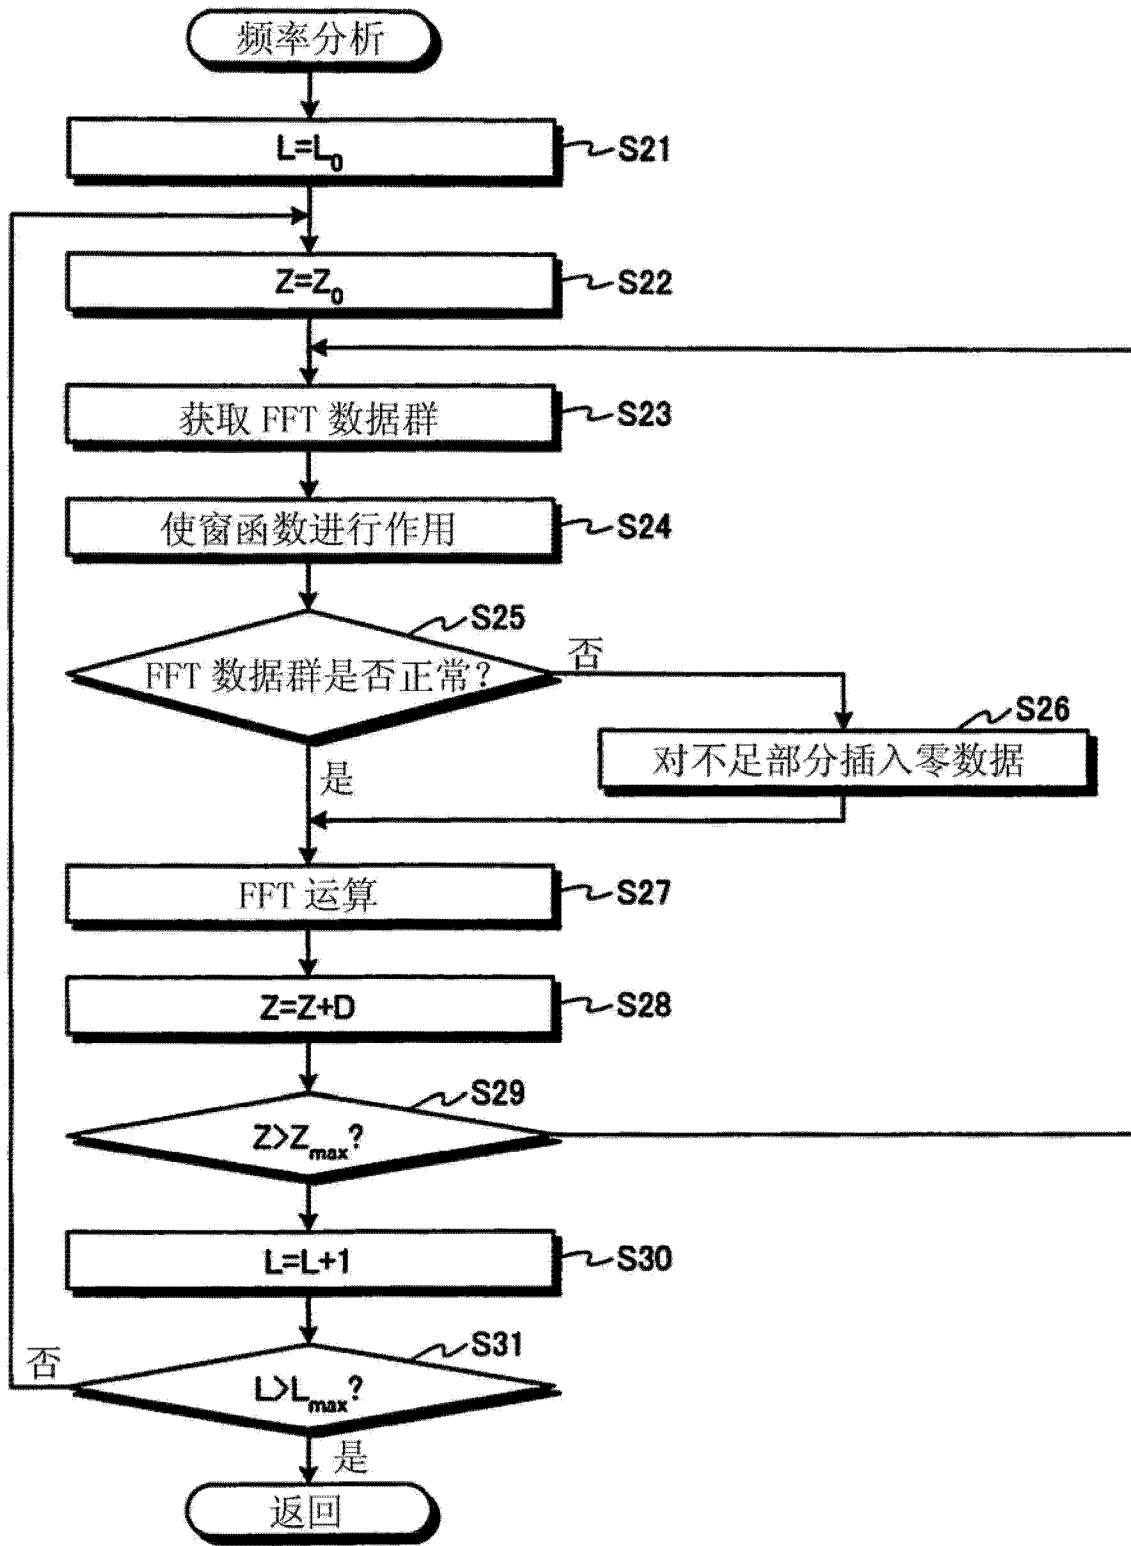 频率分析
L=L₀ S21
Z=Z₀ S22
获取 FFT 数据群 S23
使窗函数进行作用 S24
S25
FFT 数据群是否正常? 否
S26
对不足部分插入零数据
是
FFT 运算 S27
Z=Z+D S28
S29
Z>Zmax?
L=L+1 S30
S31
否 L>Lmax?
是
返回